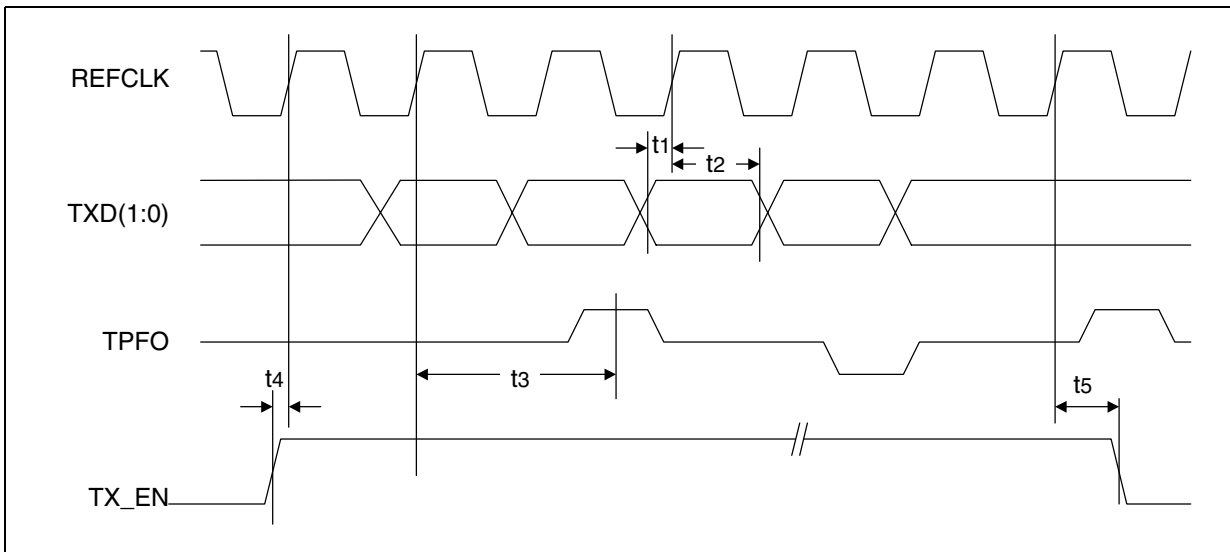 REFCLK
t1
t2
TXD(1:0)
TPFO
t3
t4
t5
TX_EN